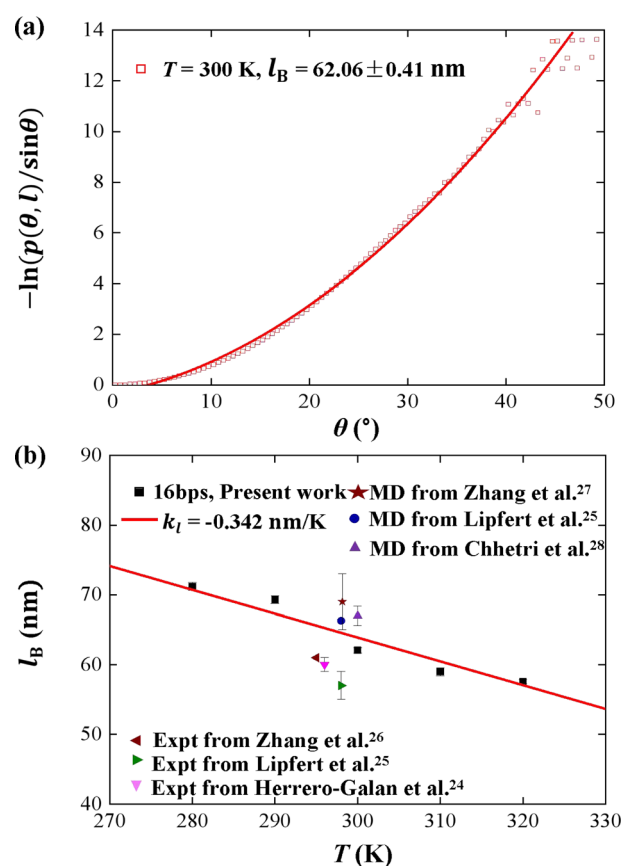 (a)
14
12
10
8
6
4
2
0
−ln(p(θ, l)/sinθ)
T = 300 K, lB = 62.06±0.41 nm
0 10 20 30 40 50
θ (°)
(b)
90
80
70
60
50
40
lB (nm)
16bps, Present work
kl = -0.342 nm/K
MD from Zhang et al.27
MD from Lipfert et al.25
MD from Chhetri et al.28
Expt from Zhang et al.26
Expt from Lipfert et al.25
Expt from Herrero-Galan et al.24
270 280 290 300 310 320 330
T (K)